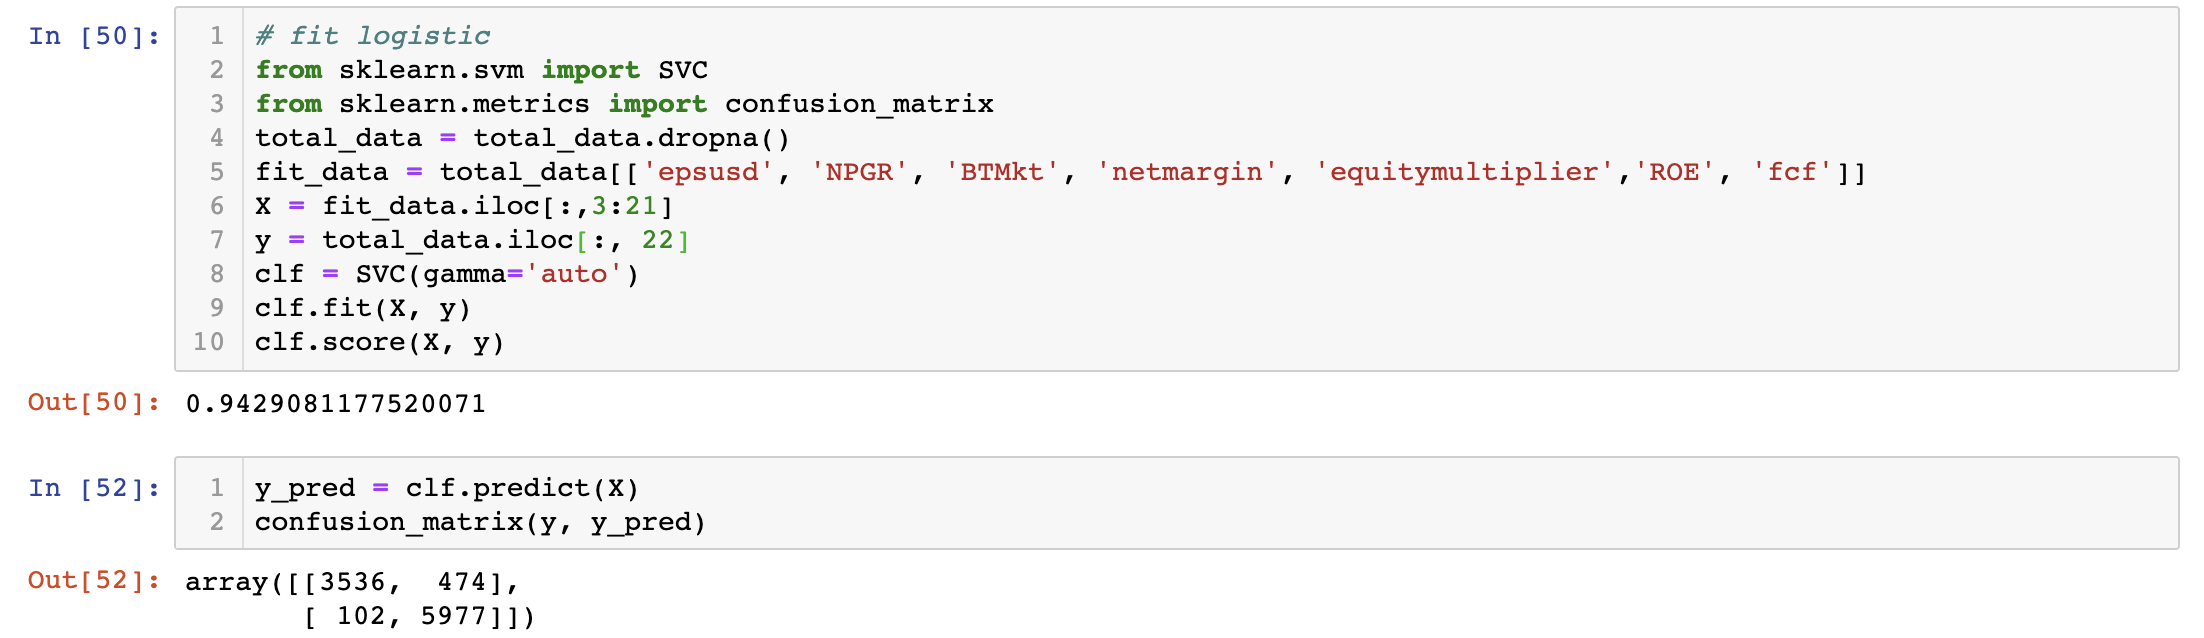 In [50]:
1 # fit logistic
2 from sklearn.svm import SVC
3 from sklearn.metrics import confusion_matrix
4 total_data = total_data.dropna()
5 fit_data = total_data[['epsusd', 'NPGR', 'BTMkt', 'netmargin', 'equitymultiplier','ROE', 'fcf']]
6 X = fit_data.iloc[:,3:21]
7 y = total_data.iloc[:, 22]
8 clf = SVC(gamma='auto')
9 clf.fit(X, y)
10 clf.score(X, y)
Out[50]: 0.9429081177520071
In [52]:
1 y_pred = clf.predict(X)
2 confusion_matrix(y, y_pred)
Out[52]: array([[3536,  474],
       [ 102, 5977]])